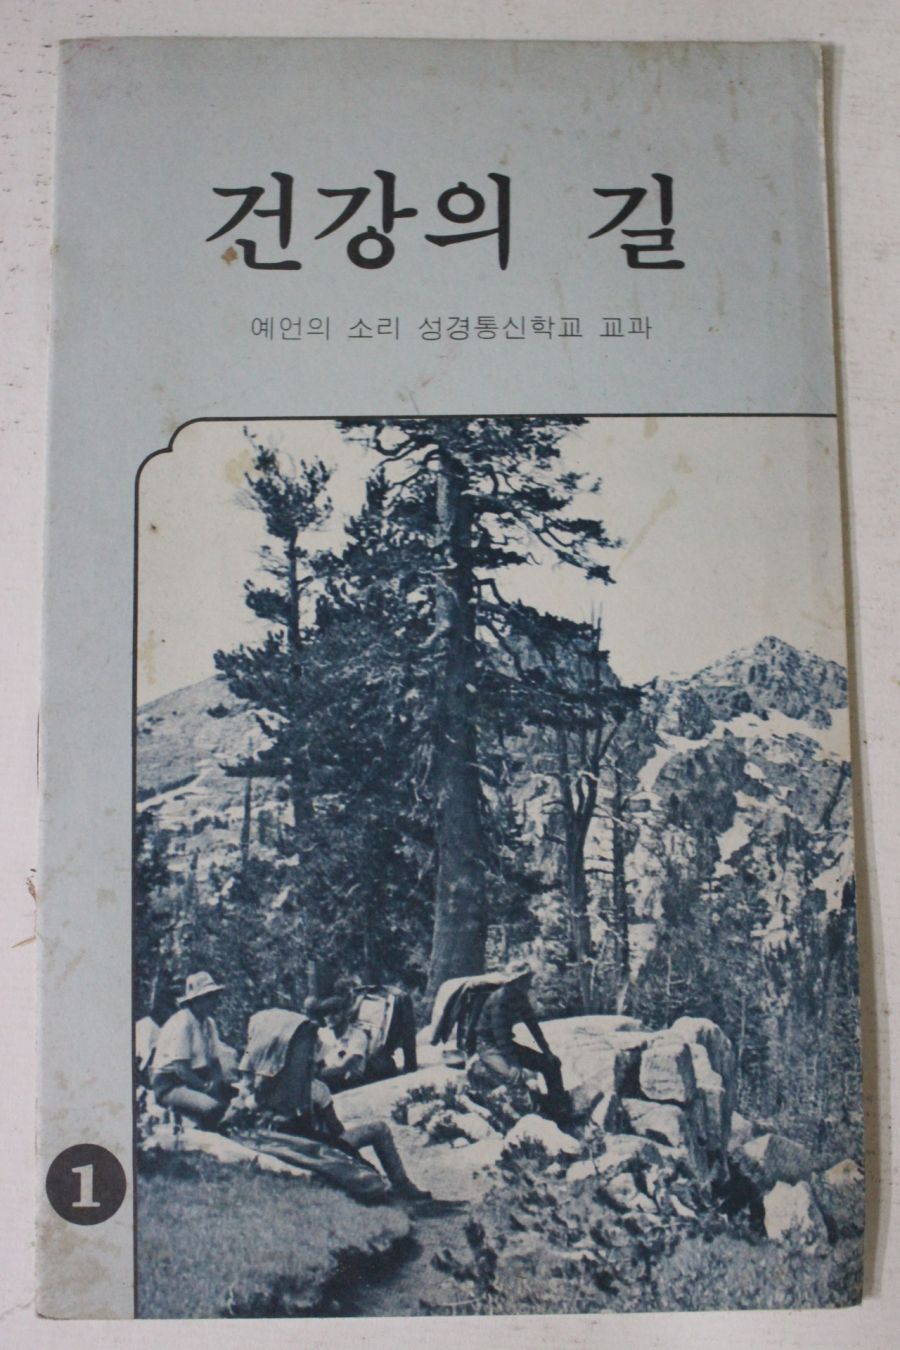 건강의 길
예언의 소리 성경통신학교 교과
1